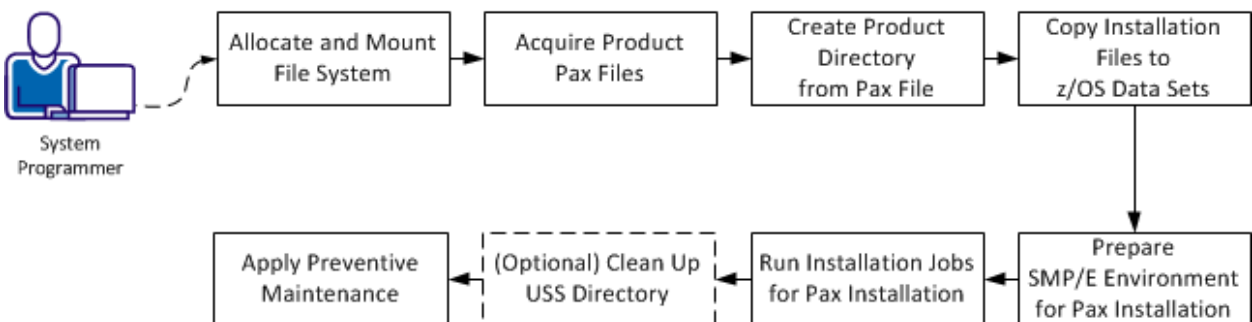 Allocate and Mount
File System
Acquire Product
Pax Files
Create Product
Directory
from Pax File
Copy Installation
Files to
z/OS Data Sets
System
Programmer
Prepare
SMP/E Environment
for Pax Installation
Run Installation Jobs
for Pax Installation
(Optional) Clean Up
USS Directory
Apply Preventive
Maintenance